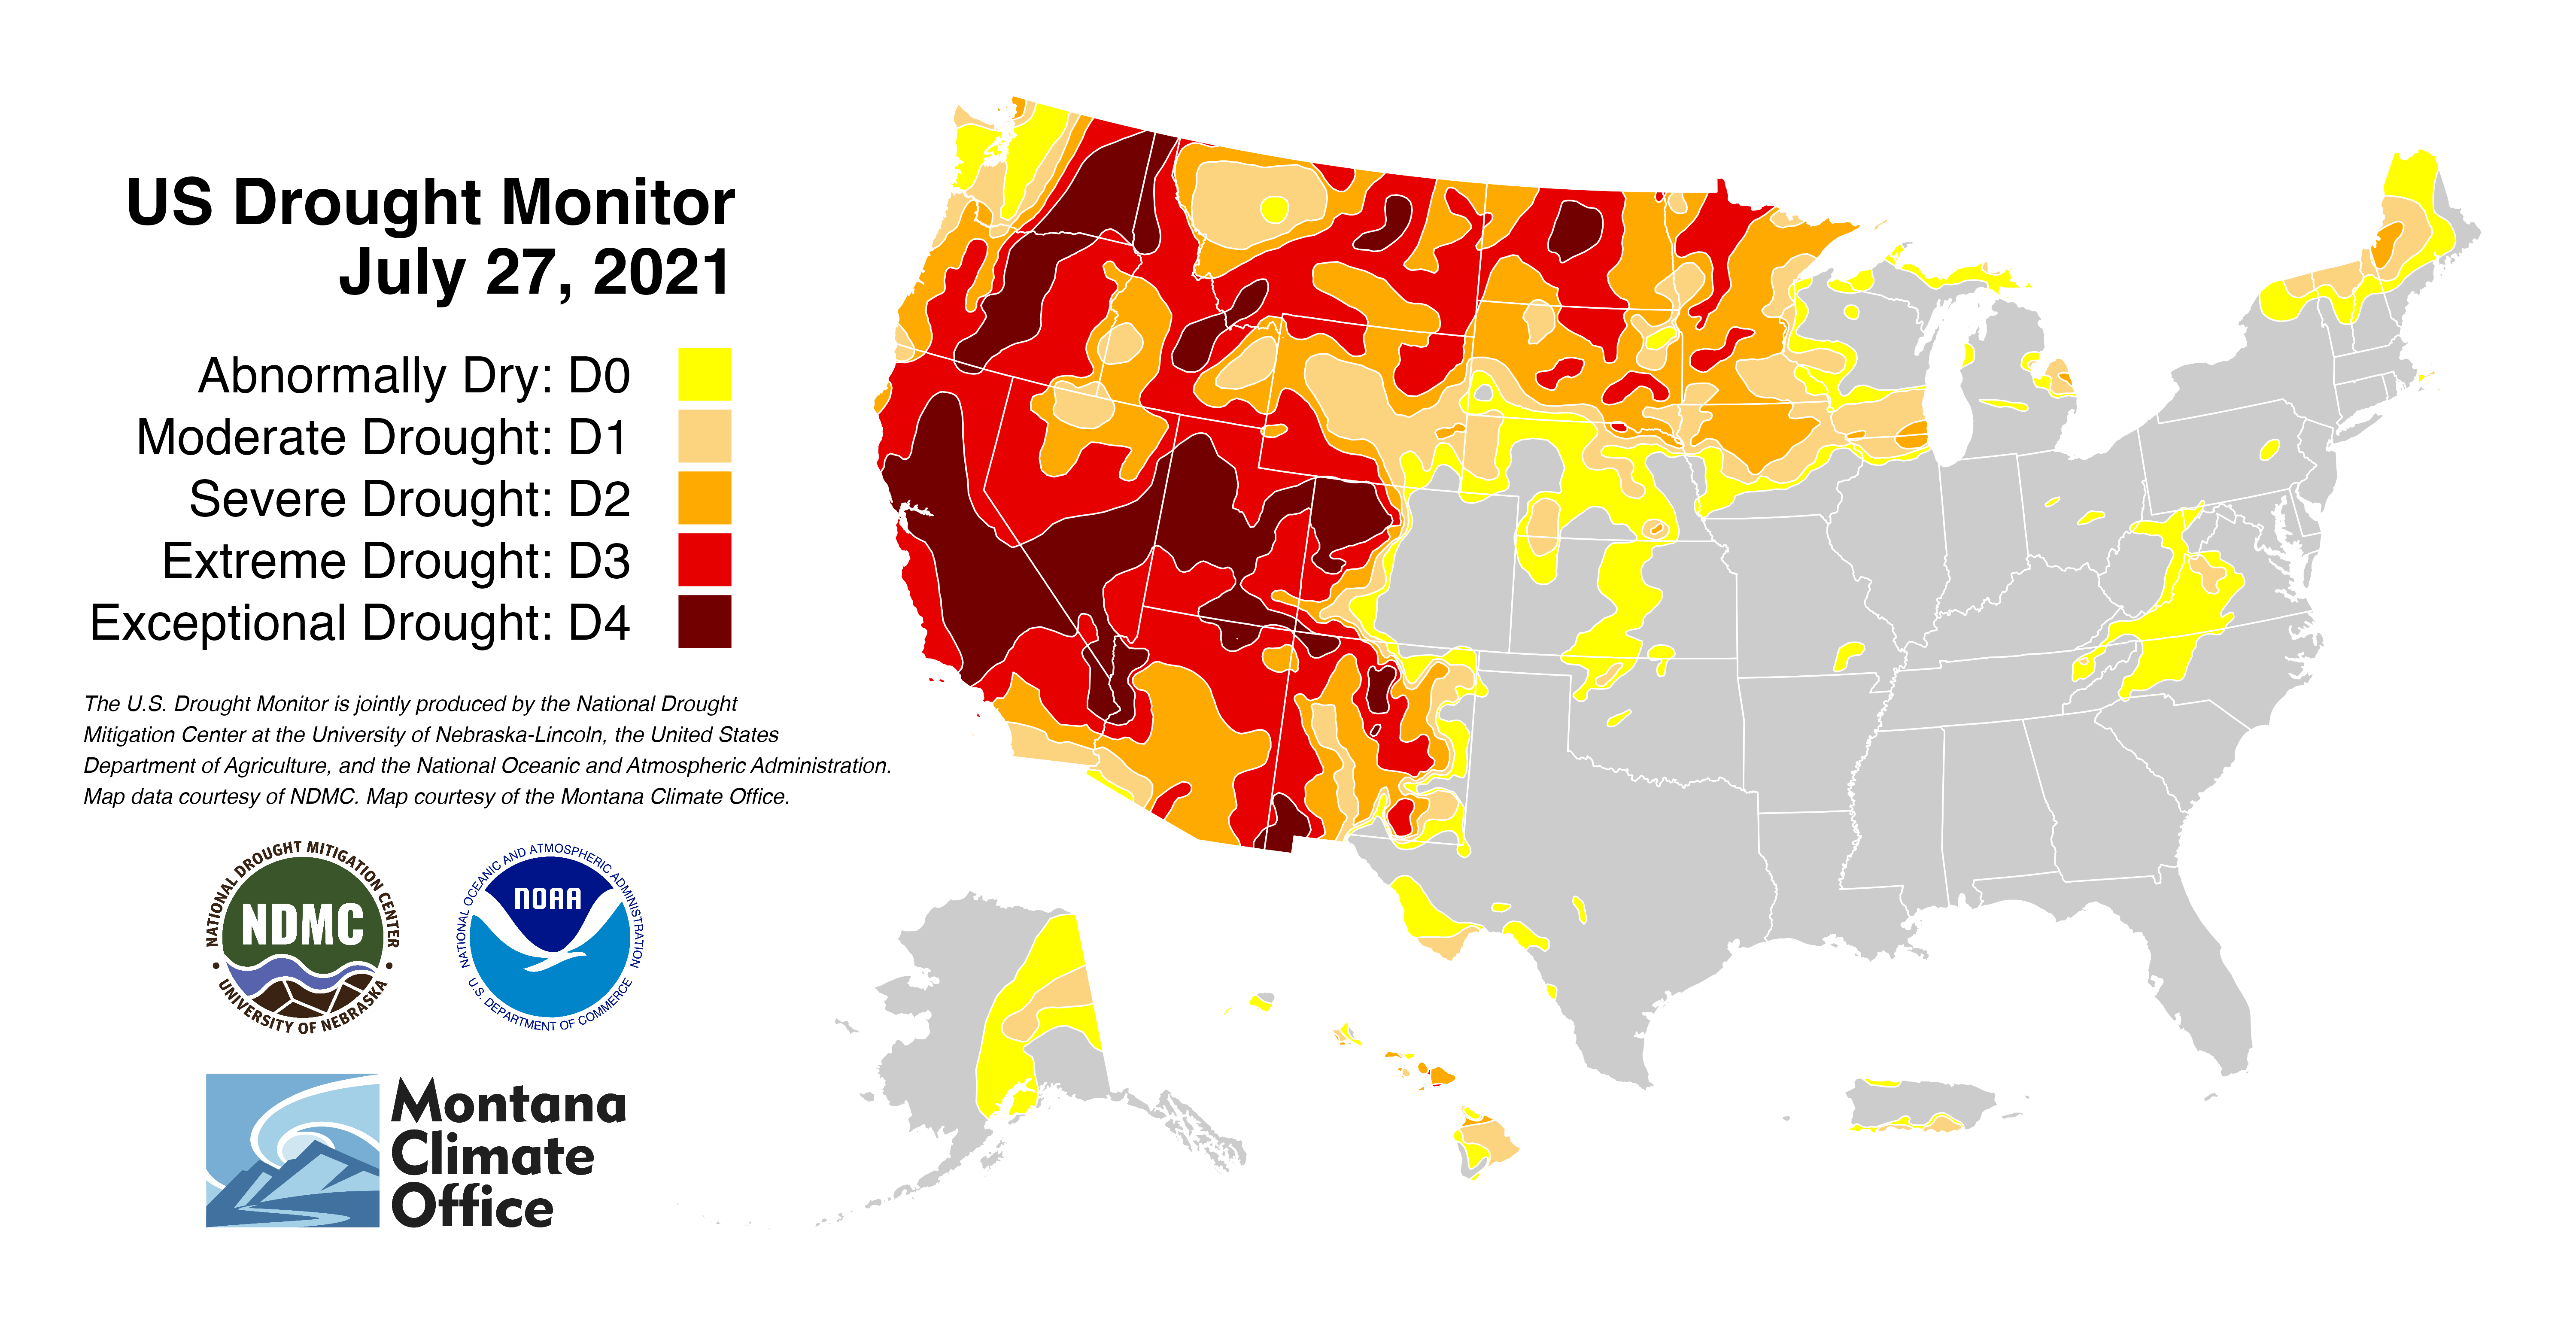 US Drought Monitor
July 27, 2021
Abnormally Dry: D0
Moderate Drought: D1
Severe Drought: D2
Extreme Drought: D3
Exceptional Drought: D4
The U.S. Drought Monitor is jointly produced by the National Drought
Mitigation Center at the University of Nebraska-Lincoln, the United States
Department of Agriculture, and the National Oceanic and Atmospheric Administration.
Map data courtesy of NDMC. Map courtesy of the Montana Climate Office.
NATIONAL DROUGHT MITIGATION CENTER
NDMC
• UNIVERSITY OF NEBRASKA •
NATIONAL OCEANIC AND ATMOSPHERIC ADMINISTRATION
NOAA
U.S. DEPARTMENT OF COMMERCE
Montana
Climate
Office